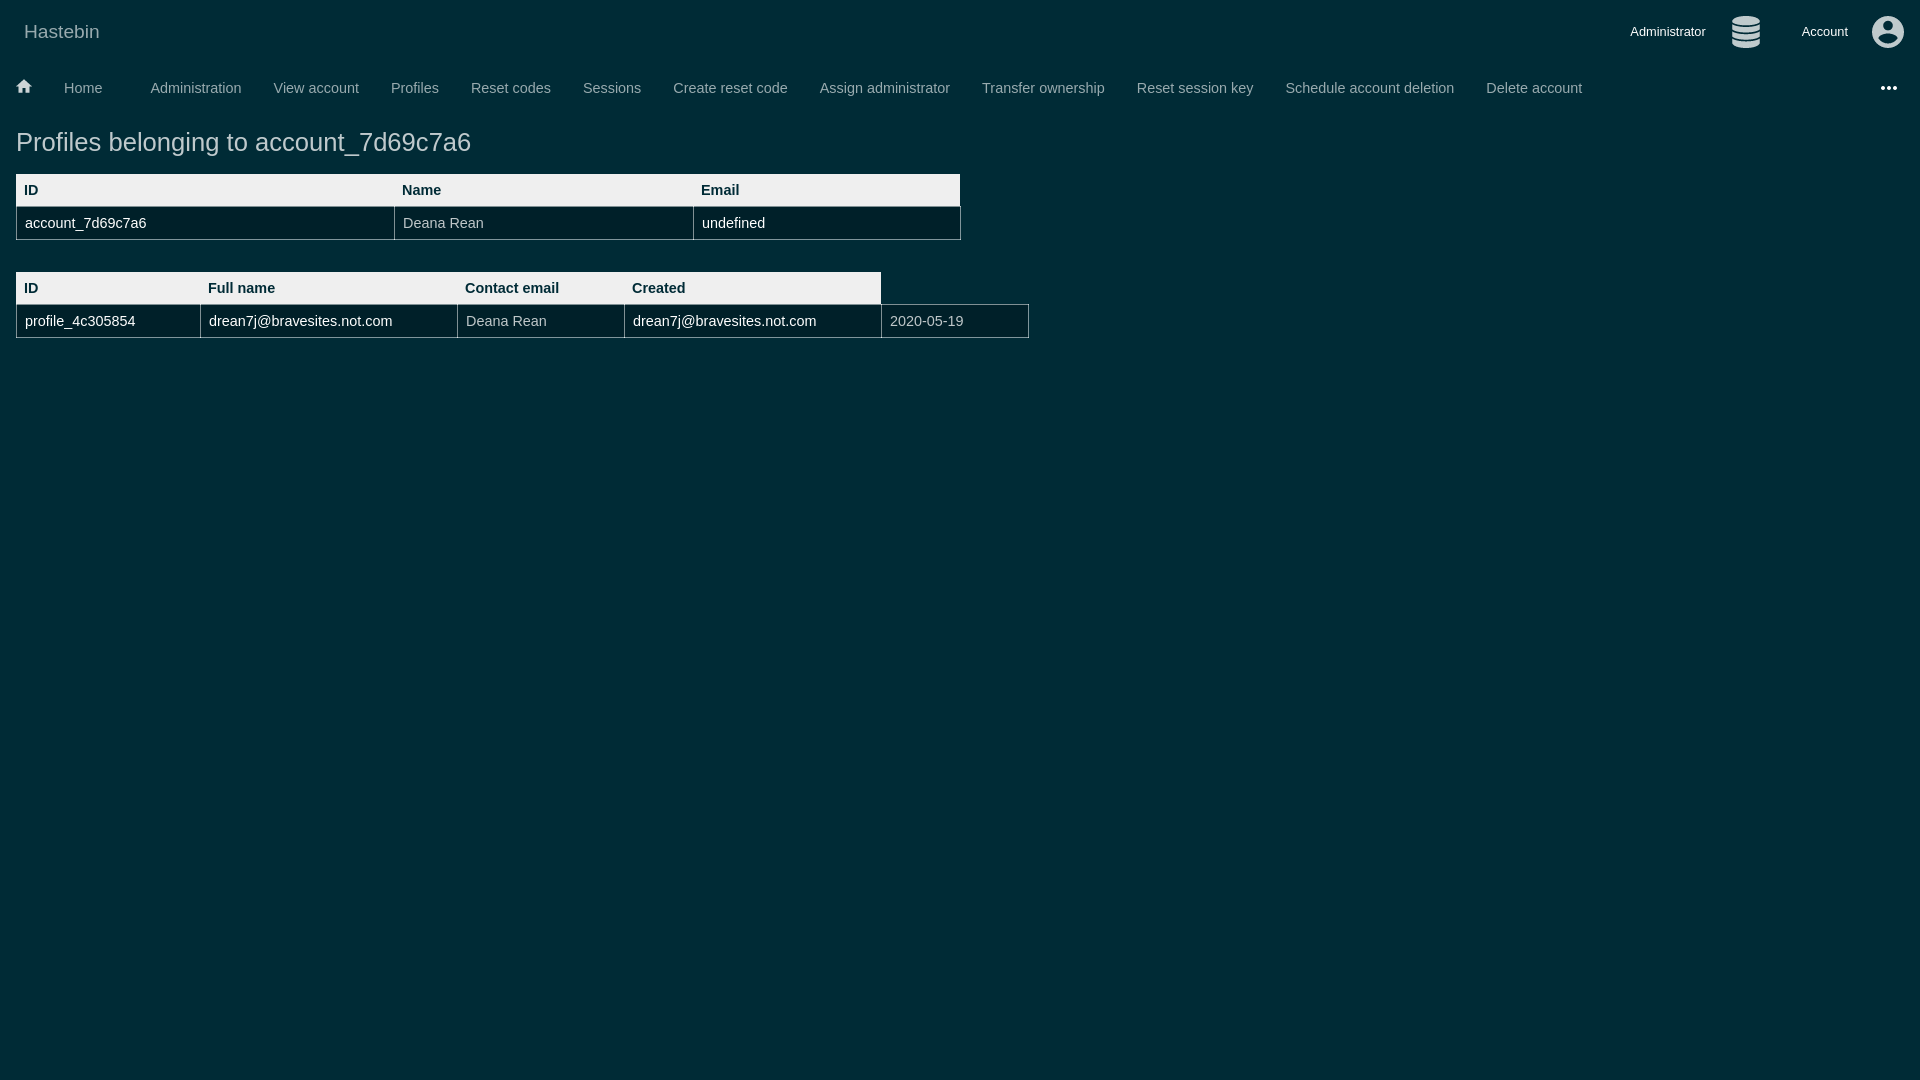 Hastebin
Administrator Account
Home Administration View account Profiles Reset codes Sessions Create reset code Assign administrator Transfer ownership Reset session key Schedule account deletion Delete account
Profiles belonging to account_7d69c7a6
ID Name Email
account_7d69c7a6 Deana Rean undefined
ID Full name Contact email Created
profile_4c305854 drean7j@bravesites.not.com Deana Rean drean7j@bravesites.not.com 2020-05-19